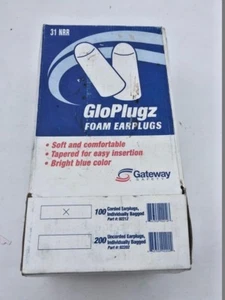 31 NRR
GloPlugz
FOAM EARPLUGS
• Soft and comfortable
• Tapered for easy insertion
• Bright blue color
Gateway
SAFETY
100 Corded Earplugs,
Individually Bagged
200 Uncorded Earplugs,
Individually Bagged